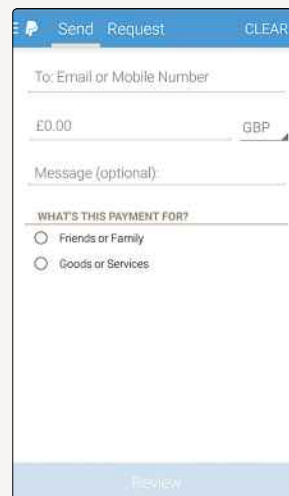 Send Request CLEAR
To: Email or Mobile Number
£0.00 GBP
Message (optional):
WHAT'S THIS PAYMENT FOR?
Friends or Family
Goods or Services
Review